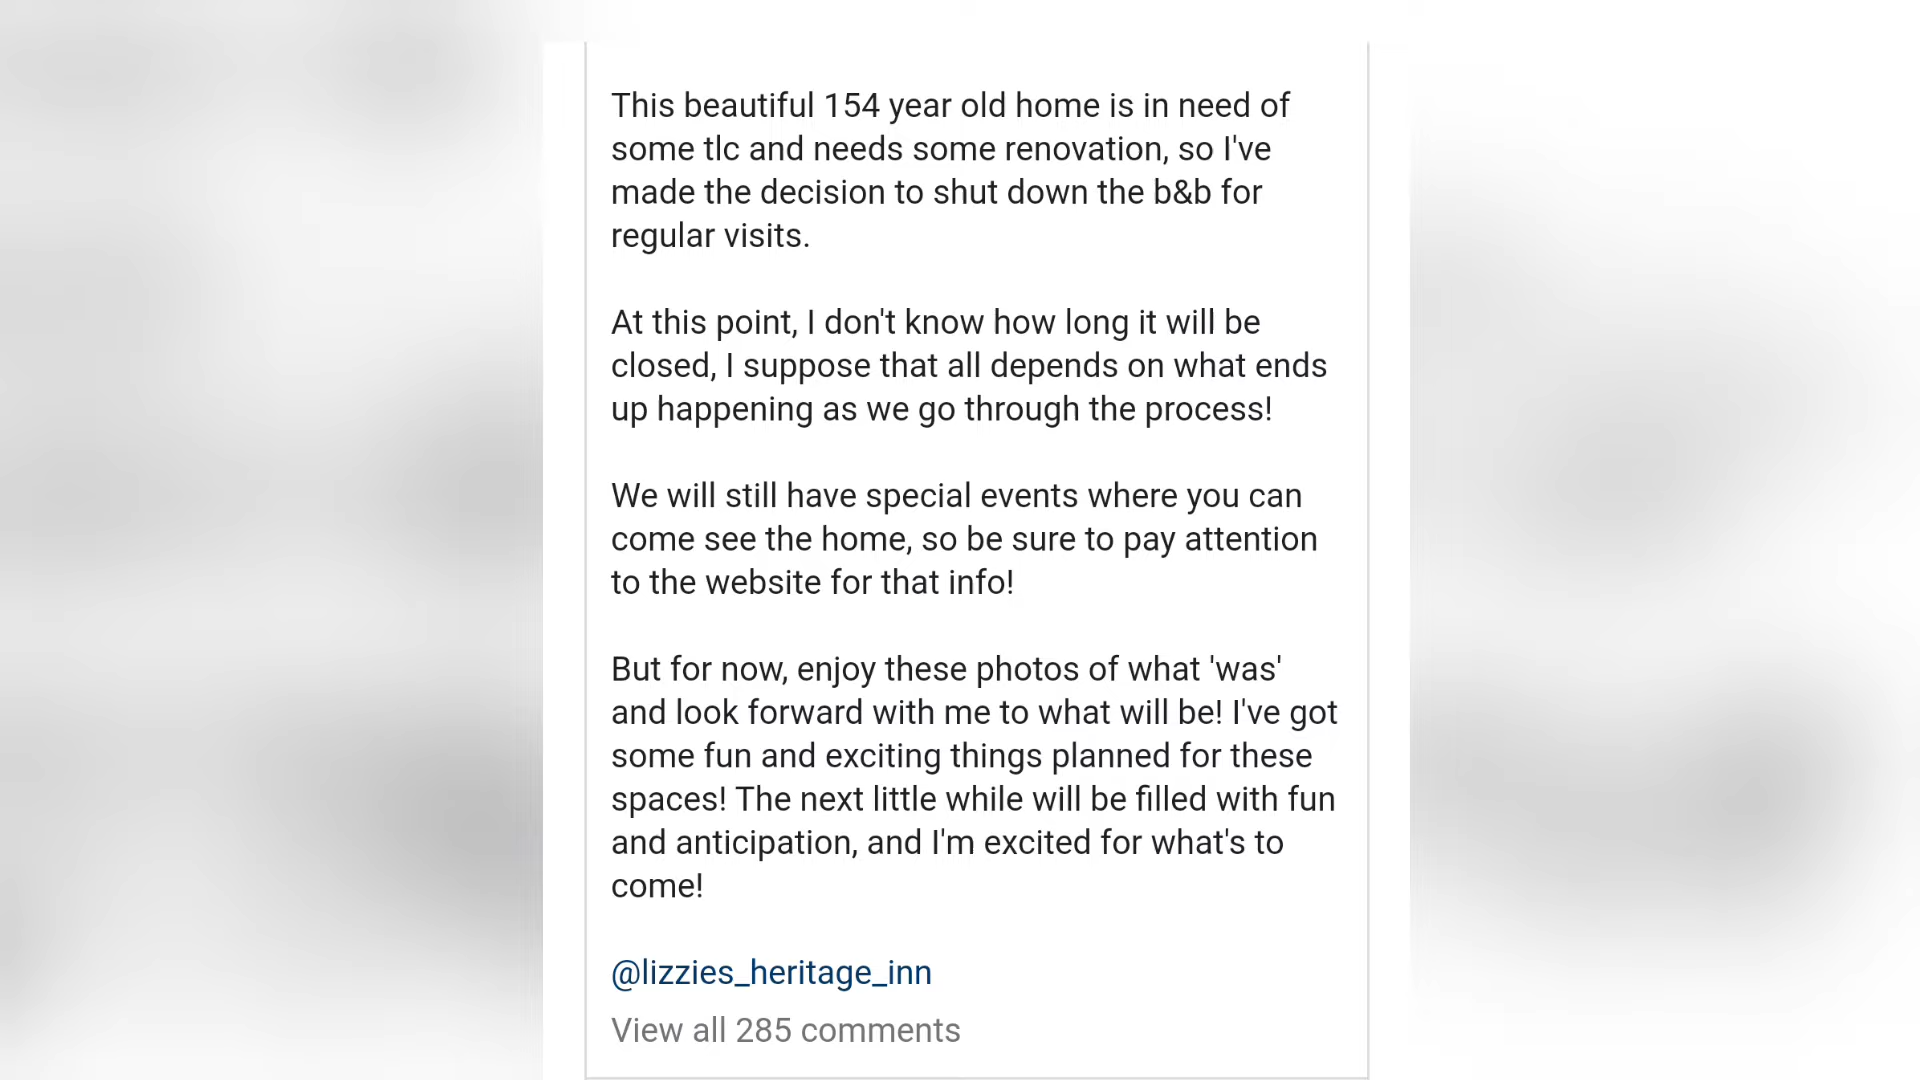 This beautiful 154 year old home is in need of
some tlc and needs some renovation, so I've
made the decision to shut down the b&b for
regular visits.
At this point, I don't know how long it will be
closed, I suppose that all depends on what ends
up happening as we go through the process!
We will still have special events where you can
come see the home, so be sure to pay attention
to the website for that info!
But for now, enjoy these photos of what 'was'
and look forward with me to what will be! I've got
some fun and exciting things planned for these
spaces! The next little while will be filled with fun
and anticipation, and I'm excited for what's to
come!
@lizzies_heritage_inn
View all 285 comments